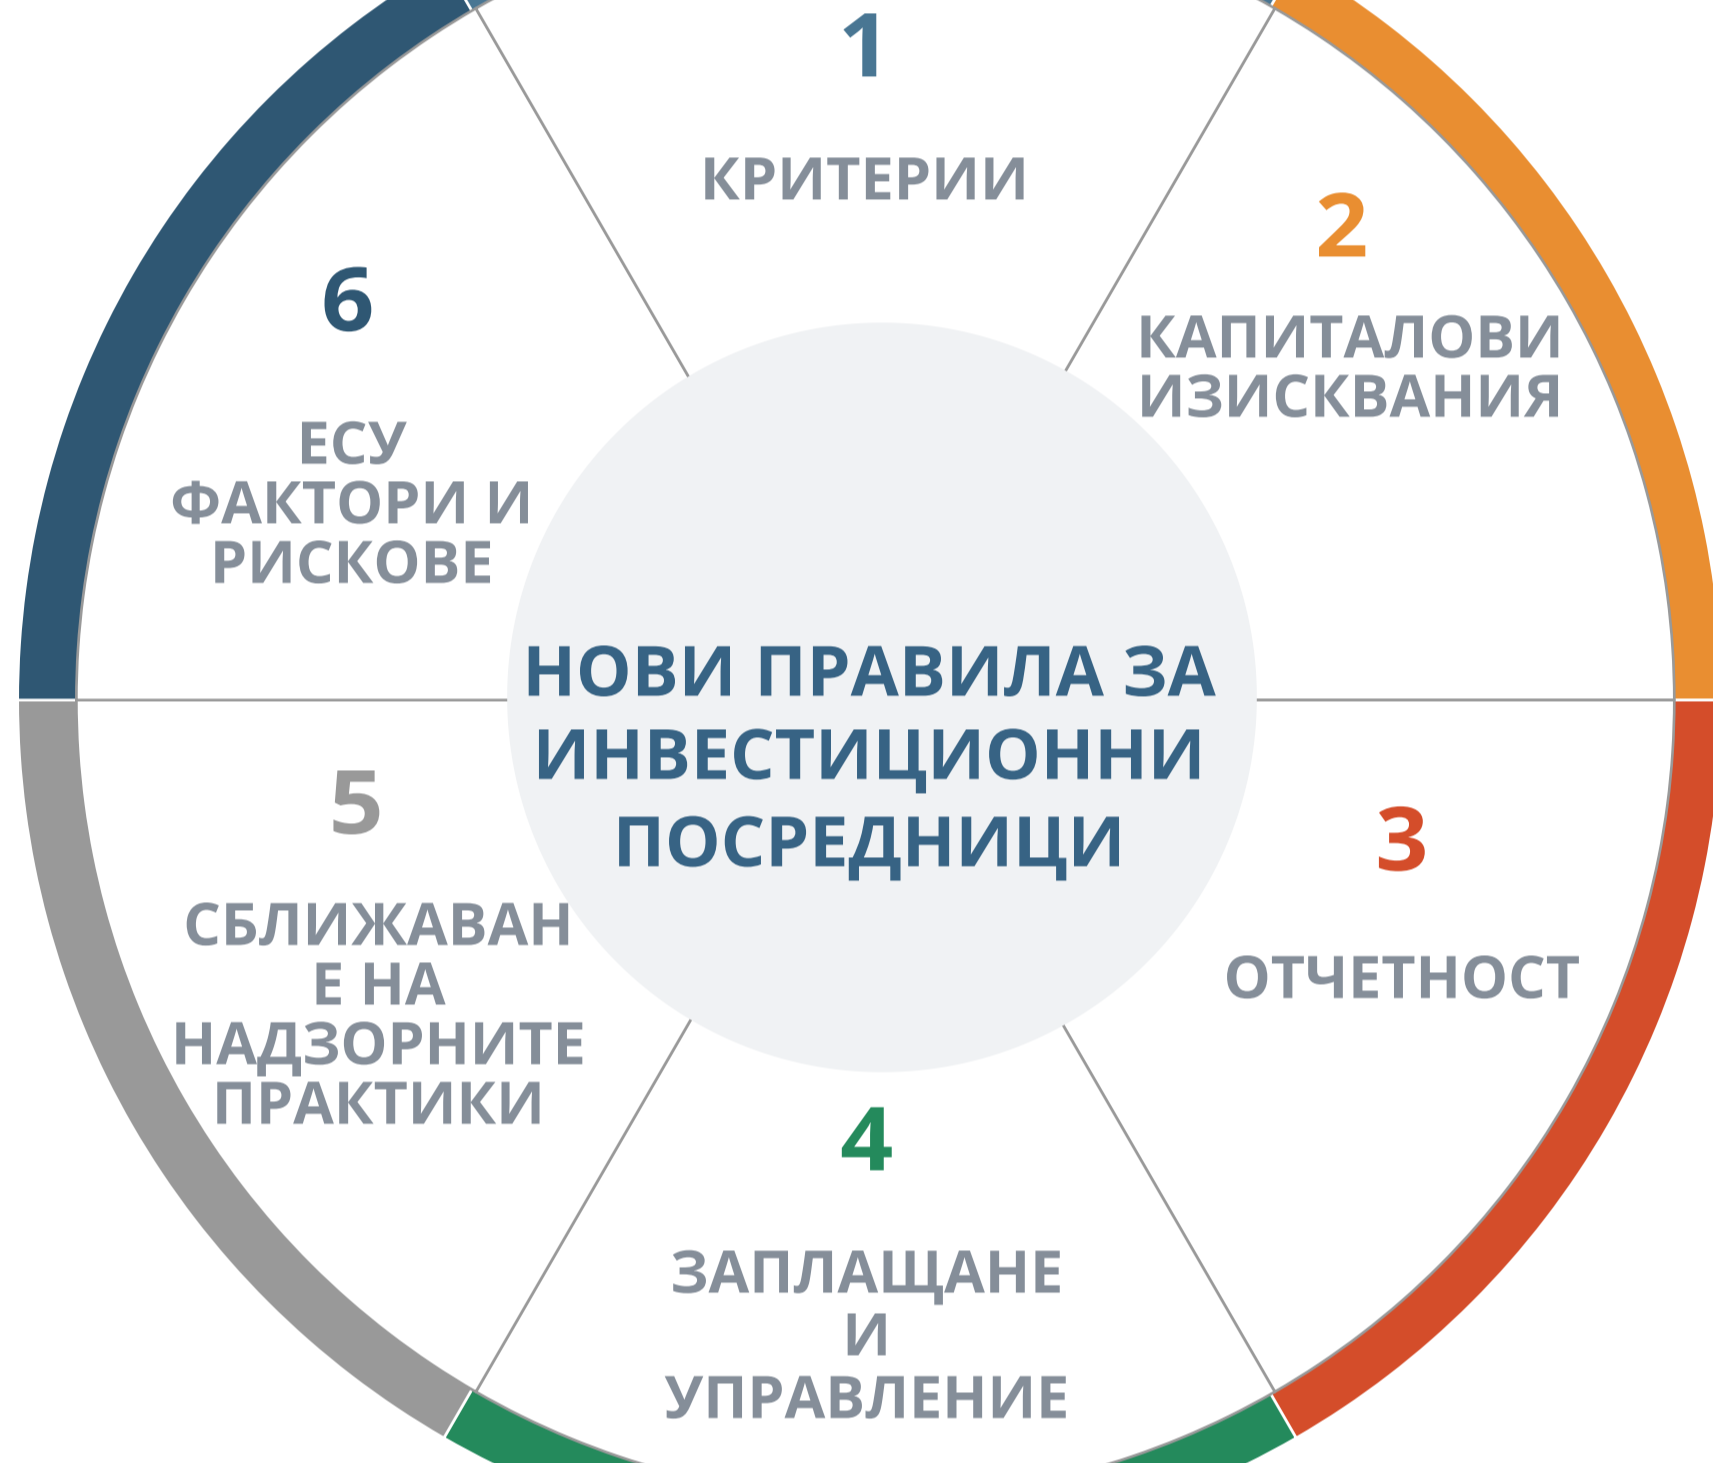 1
КРИТЕРИИ
2
КАПИТАЛОВИ
ИЗИСКВАНИЯ
3
ОТЧЕТНОСТ
4
ЗАПЛАЩАНЕ
И
УПРАВЛЕНИЕ
5
СБЛИЖАВАН
Е НА
НАДЗОРНИТЕ
ПРАКТИКИ
6
ЕСУ
ФАКТОРИ И
РИСКОВЕ
НОВИ ПРАВИЛА ЗА
ИНВЕСТИЦИОННИ
ПОСРЕДНИЦИ